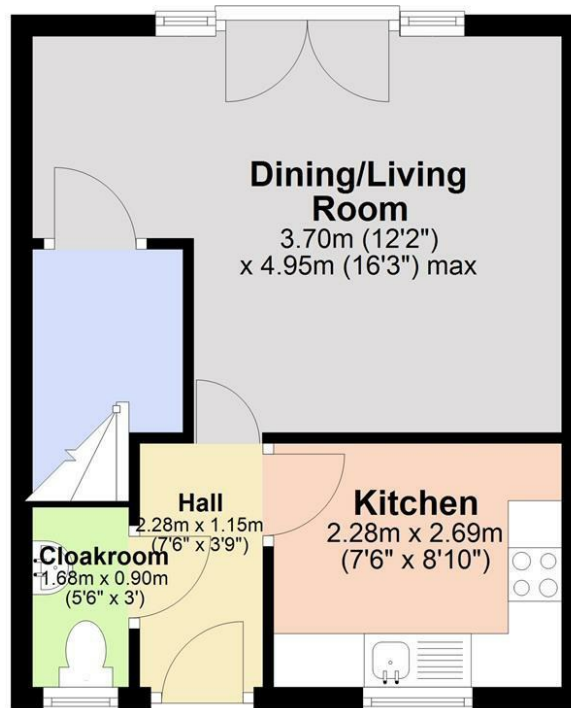 Dining/Living
Room
3.70m (12'2")
x 4.95m (16'3") max
Hall
2.28m x 1.15m
(7'6" x 3'9")
Kitchen
2.28m x 2.69m
(7'6" x 8'10")
Cloakroom
1.68m x 0.90m
(5'6" x 3')